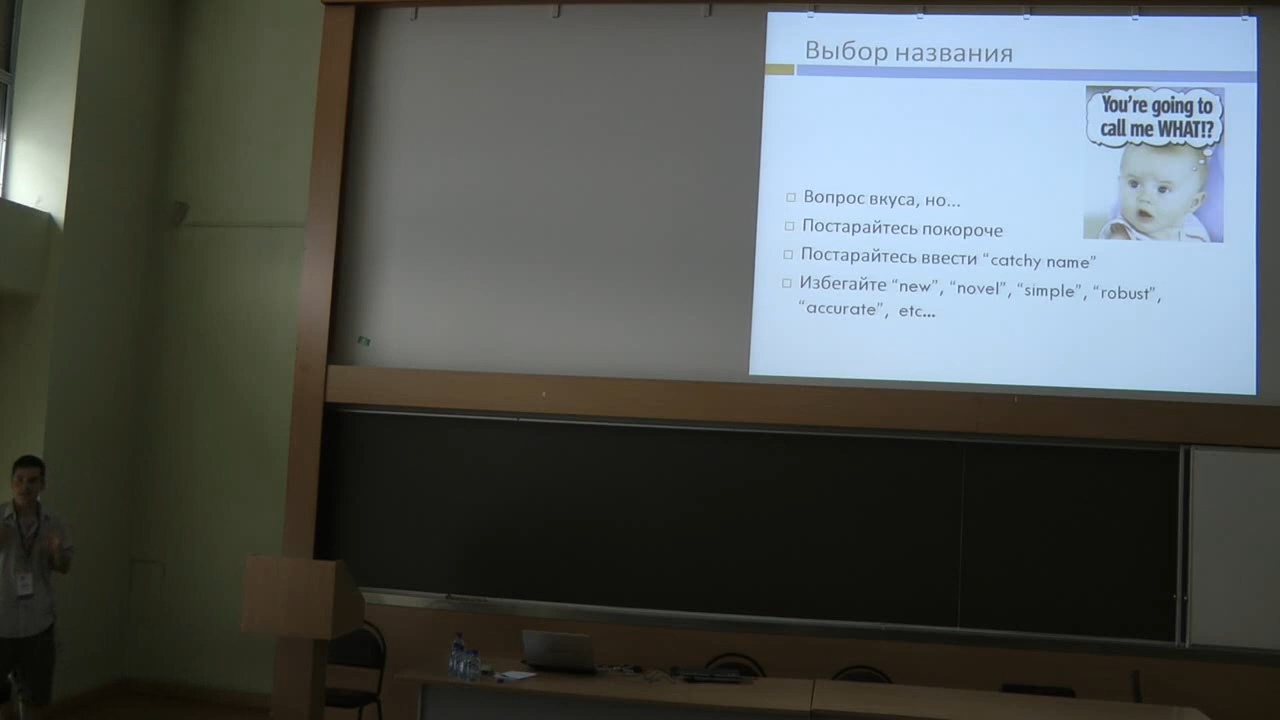 Выбор названия
You're going to
call me WHAT!?
Вопрос вкуса, но...
Постарайтесь покороче
Постарайтесь ввести “catchy name”
Избегайте “new”, “novel”, “simple”, “robust”,
“accurate”, etc...